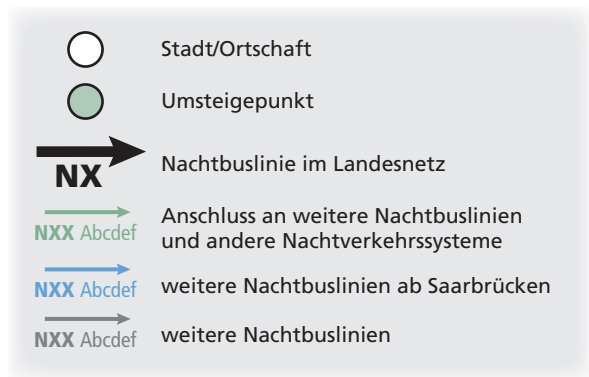 Stadt/Ortschaft
Umsteigepunkt
NX Nachtbuslinie im Landesnetz
NXX Abcdef Anschluss an weitere Nachtbuslinien
und andere Nachtverkehrssysteme
NXX Abcdef weitere Nachtbuslinien ab Saarbrücken
NXX Abcdef weitere Nachtbuslinien